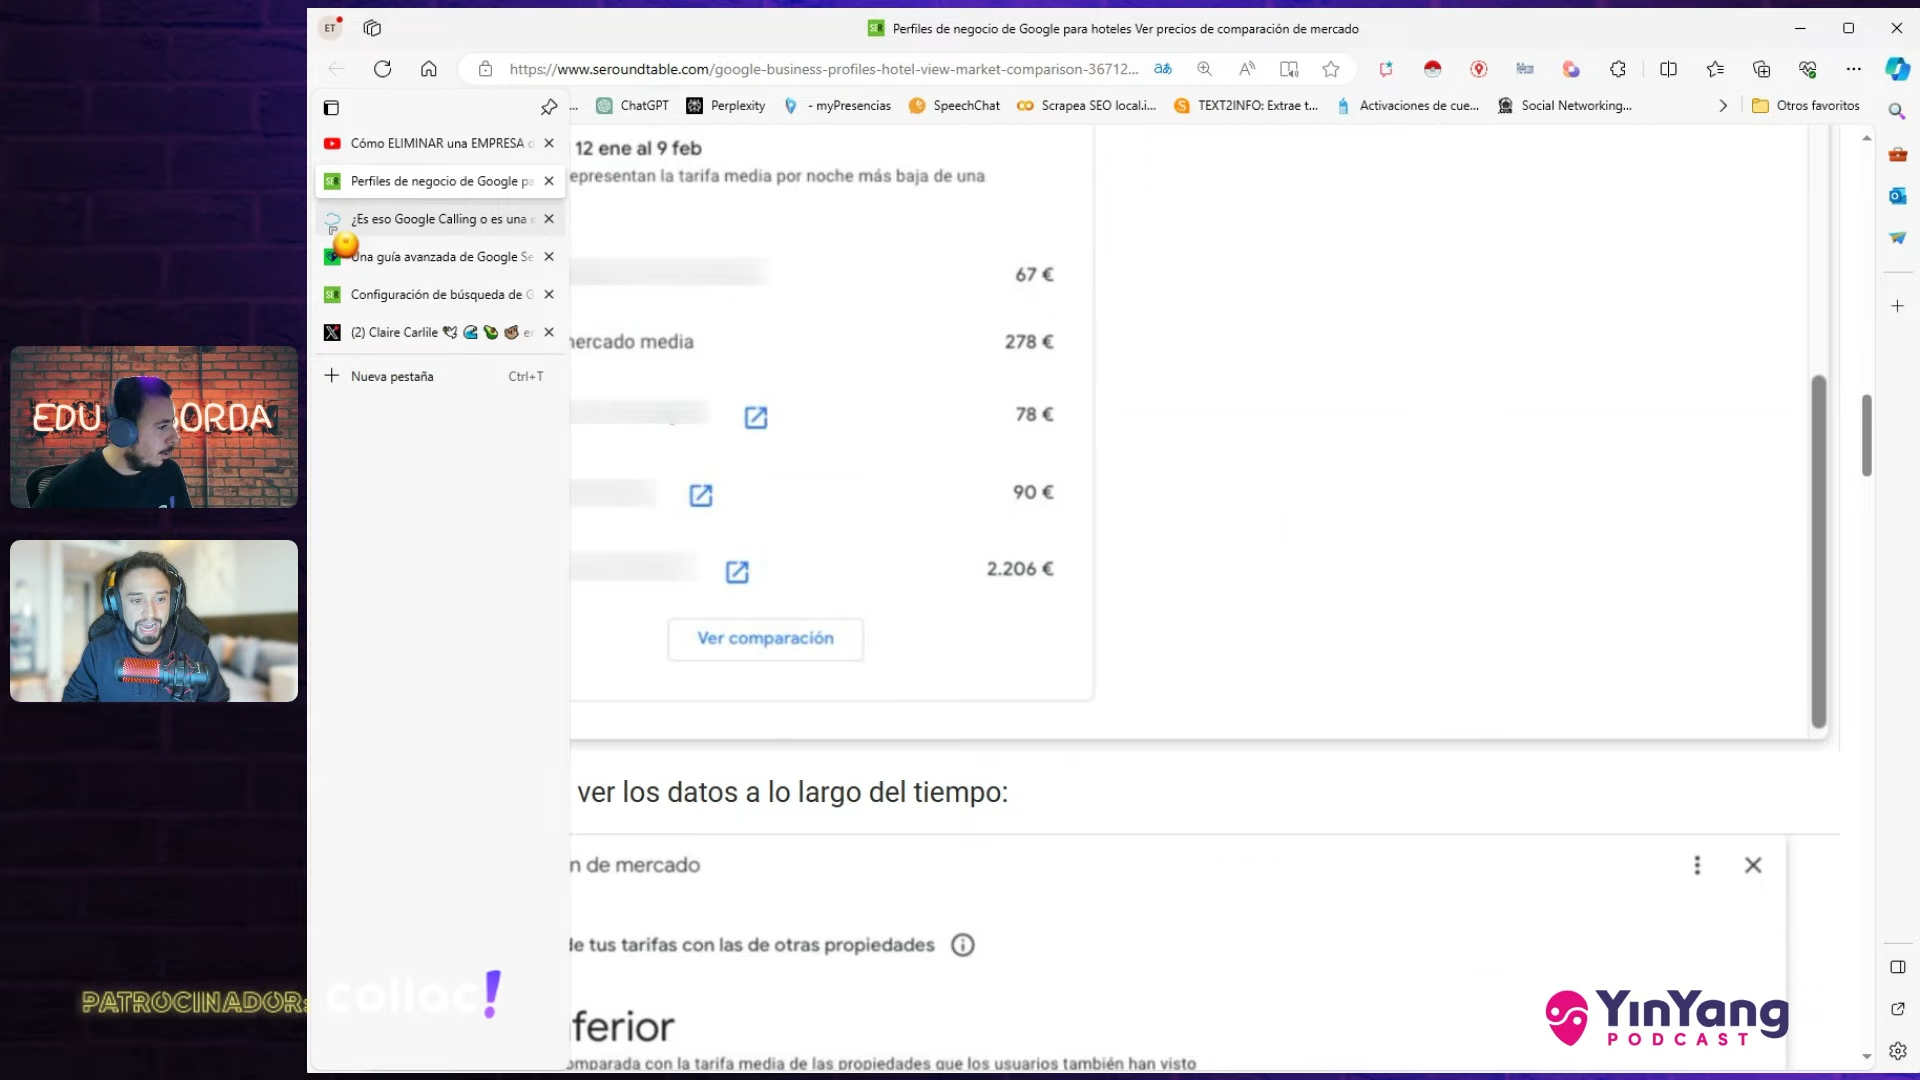 ET
Perfiles de negocio de Google para hoteles Ver precios de comparación de mercado
https://www.seroundtable.com/google-business-profiles-hotel-view-market-comparison-36712...
...
ChatGPT
Perplexity
- myPresencias
SpeechChat
Scrapea SEO local.i...
TEXT2INFO: Extrae t...
Activaciones de cue...
Social Networking...
Otros favoritos
Cómo ELIMINAR una EMPRESA
Perfiles de negocio de Google pa
¿Es eso Google Calling o es una
Una guía avanzada de Google Se
Configuración de búsqueda de G
(2) Claire Carlile
Nueva pestaña
Ctrl+T
12 ene al 9 feb
epresentan la tarifa media por noche más baja de una
67 €
mercado media
278 €
78 €
90 €
2.206 €
Ver comparación
ver los datos a lo largo del tiempo:
n de mercado
de tus tarifas con las de otras propiedades
ferior
omparada con la tarifa media de las propiedades que los usuarios también han visto
EDU BORDA
PATROCINADOR:
collac!
YinYang
PODCAST